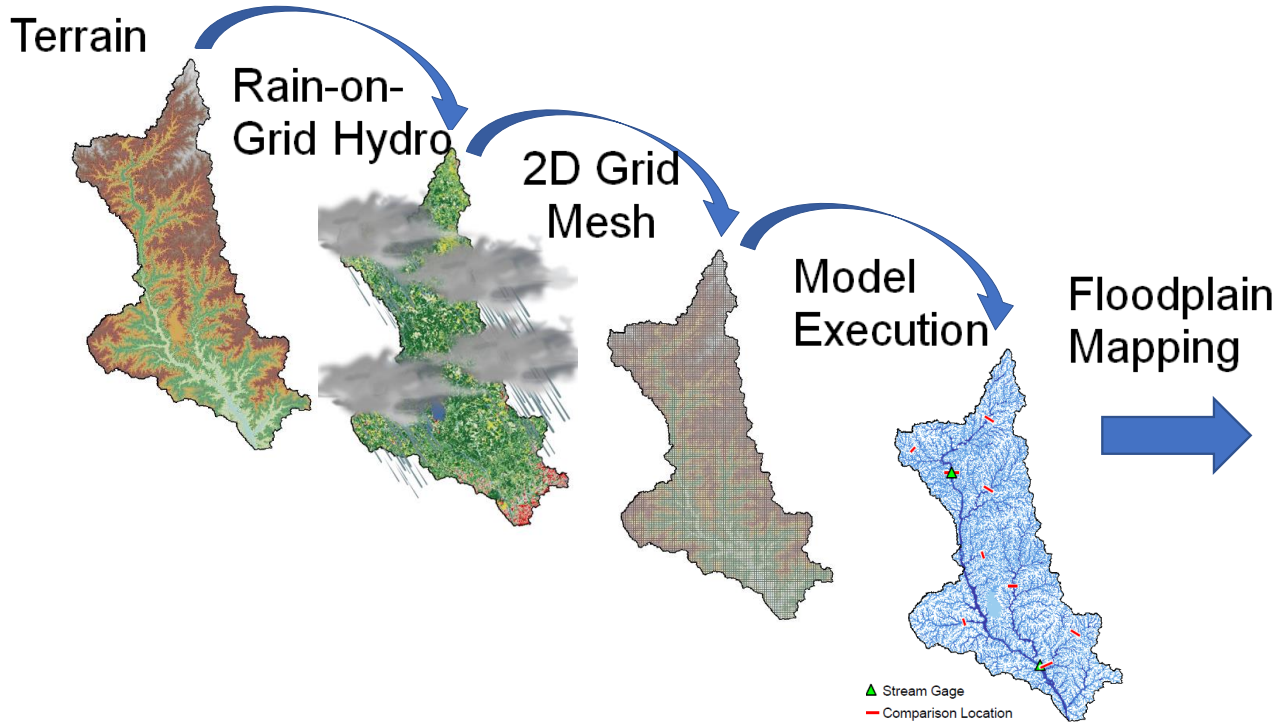 Terrain
Rain-on-
Grid Hydro
2D Grid
Mesh
Model
Execution
Floodplain
Mapping
Stream Gage
Comparison Location